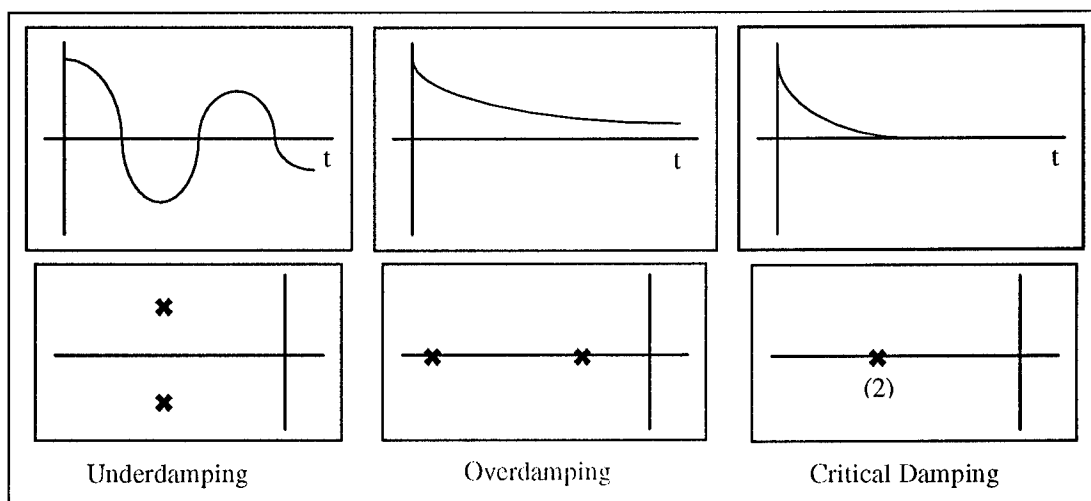 t
t
t
(2)
Underdamping
Overdamping
Critical Damping